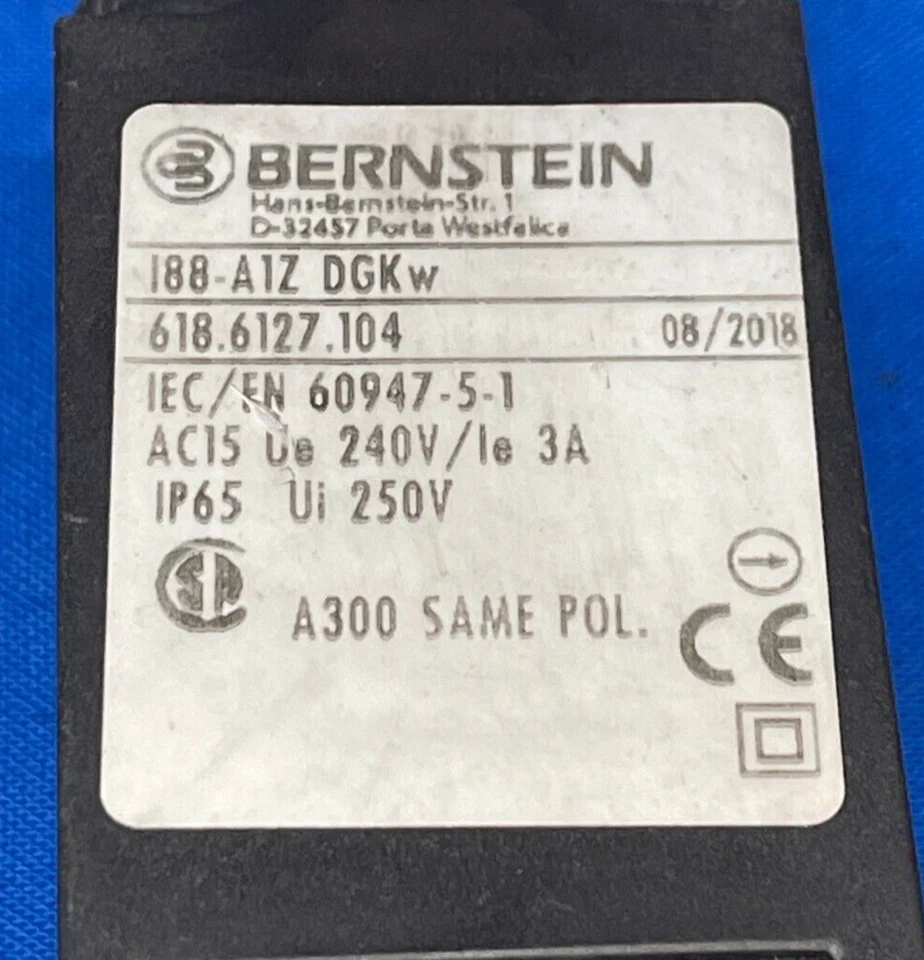 BERNSTEIN
Hans-Bernstein-Str. 1
D-32457 Porta Westfalica
I88-A1Z DGKw
618.6127.104 08/2018
IEC/EN 60947-5-1
AC15 Ue 240V/Ie 3A
IP65 Ui 250V
A300 SAME POL.
CE